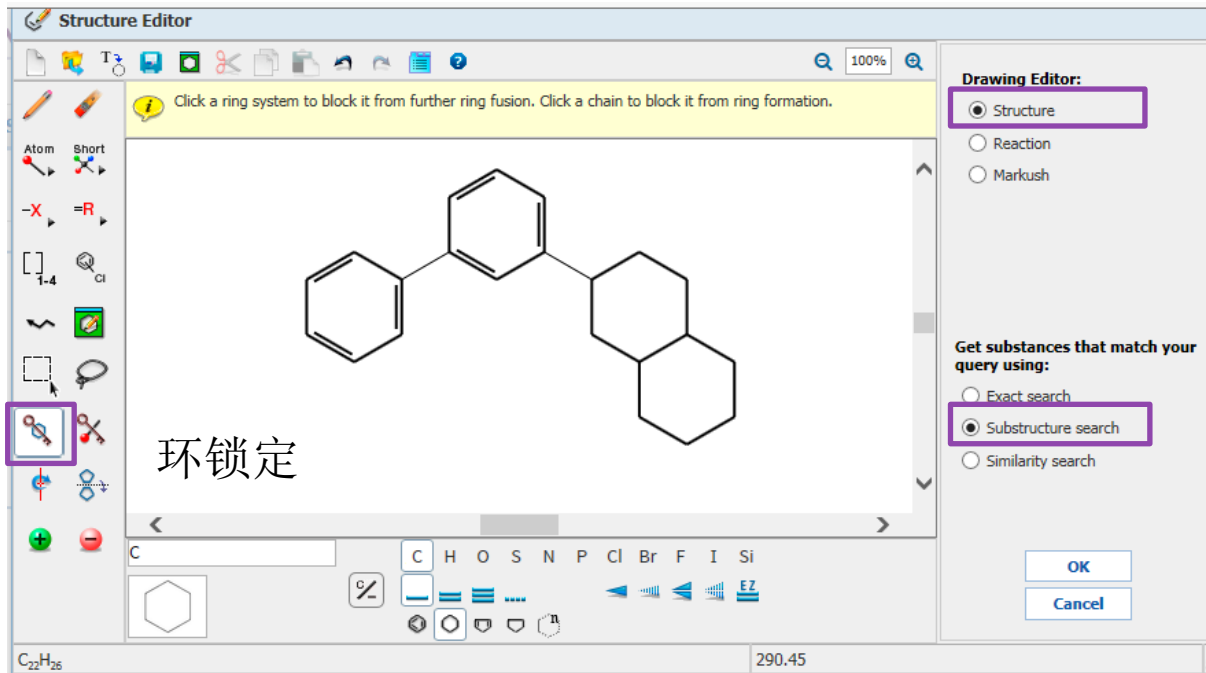 Structure Editor
100%
Click a ring system to block it from further ring fusion. Click a chain to block it from ring formation.
Drawing Editor:
Structure
Reaction
Markush
Atom
Short
-X
=R
[ ]1-4
Cl
Get substances that match your
query using:
Exact search
Substructure search
Similarity search
环锁定
C
C H O S N P Cl Br F I Si
EZ
n
OK
Cancel
C22H26
290.45